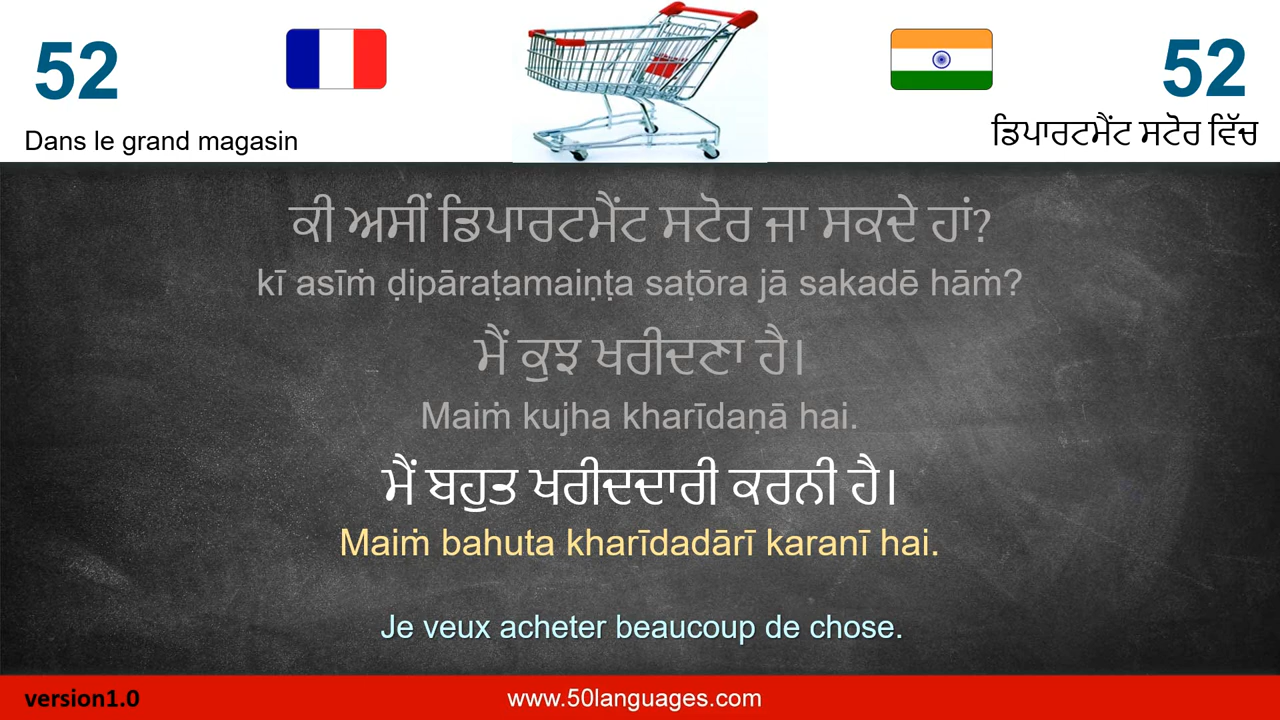 52
52
Dans le grand magasin
ਡਿਪਾਰਟਮੈਂਟ ਸਟੋਰ ਵਿੱਚ
ਕੀ ਅਸੀਂ ਡਿਪਾਰਟਮੈਂਟ ਸਟੋਰ ਜਾ ਸਕਦੇ ਹਾਂ?
kī asīṁ ḍipāraṭamaiṇṭa saṭōra jā sakadē hāṁ?
ਮੈਂ ਕੁਝ ਖਰੀਦਣਾ ਹੈ।
Maiṁ kujha kharīdaṇā hai.
ਮੈਂ ਬਹੁਤ ਖਰੀਦਦਾਰੀ ਕਰਨੀ ਹੈ।
Maiṁ bahuta kharīdadārī karanī hai.
Je veux acheter beaucoup de chose.
version1.0
www.50languages.com